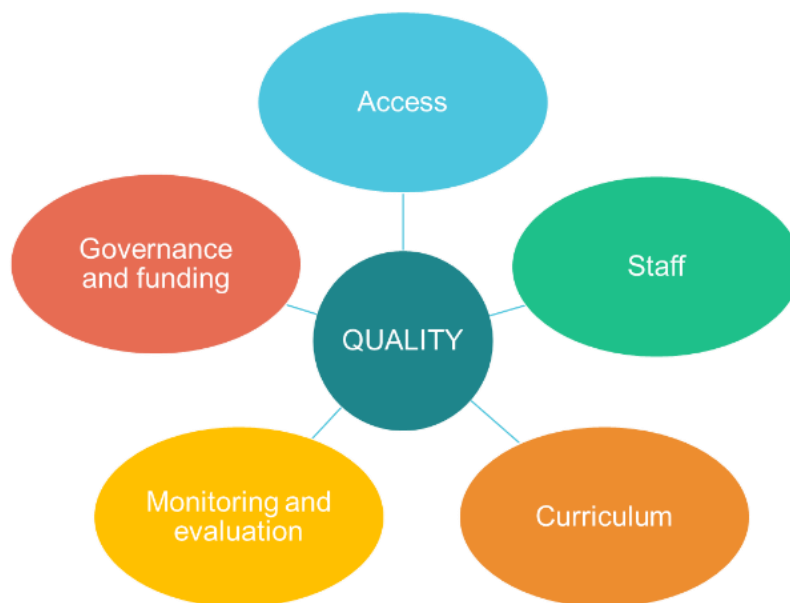 Access
Governance
and funding
Staff
QUALITY
Monitoring and
evaluation
Curriculum